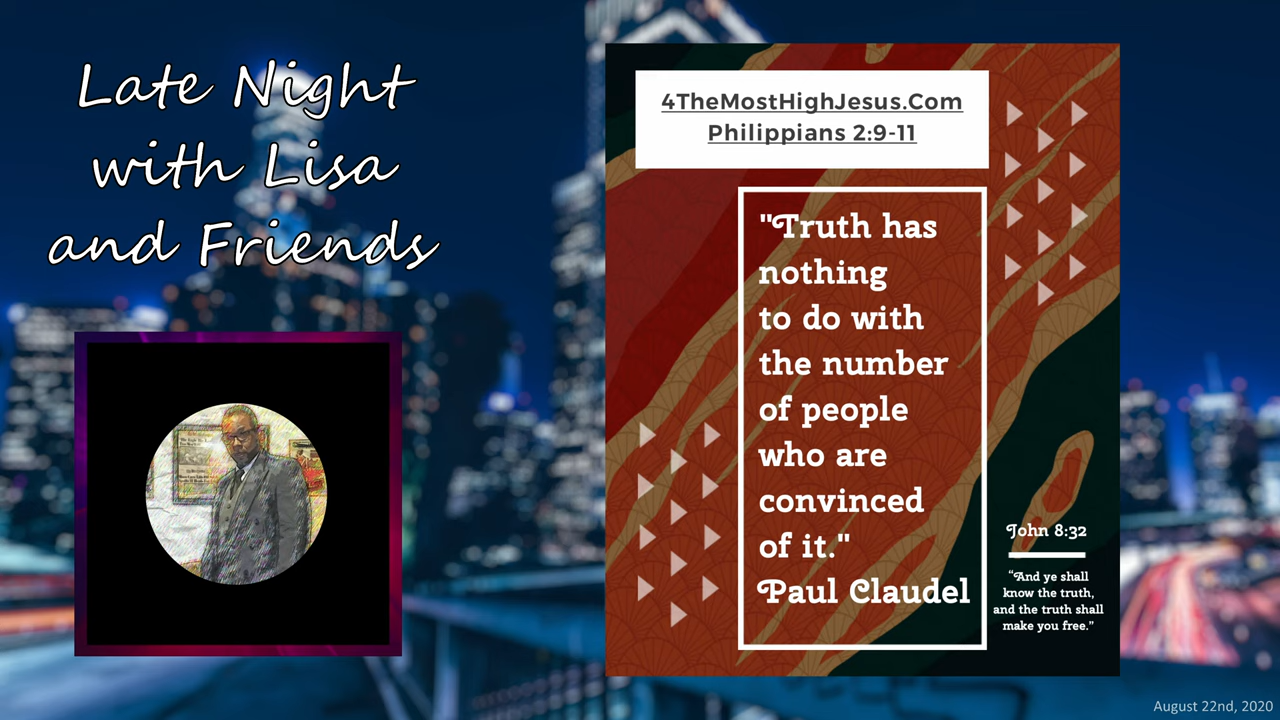 Late Night
with Lisa
and Friends
4TheMostHighJesus.Com
Philippians 2:9-11
"Truth has
nothing
to do with
the number
of people
who are
convinced
of it."
Paul Claudel
John 8:32
“And ye shall
know the truth,
and the truth shall
make you free.”
August 22nd, 2020